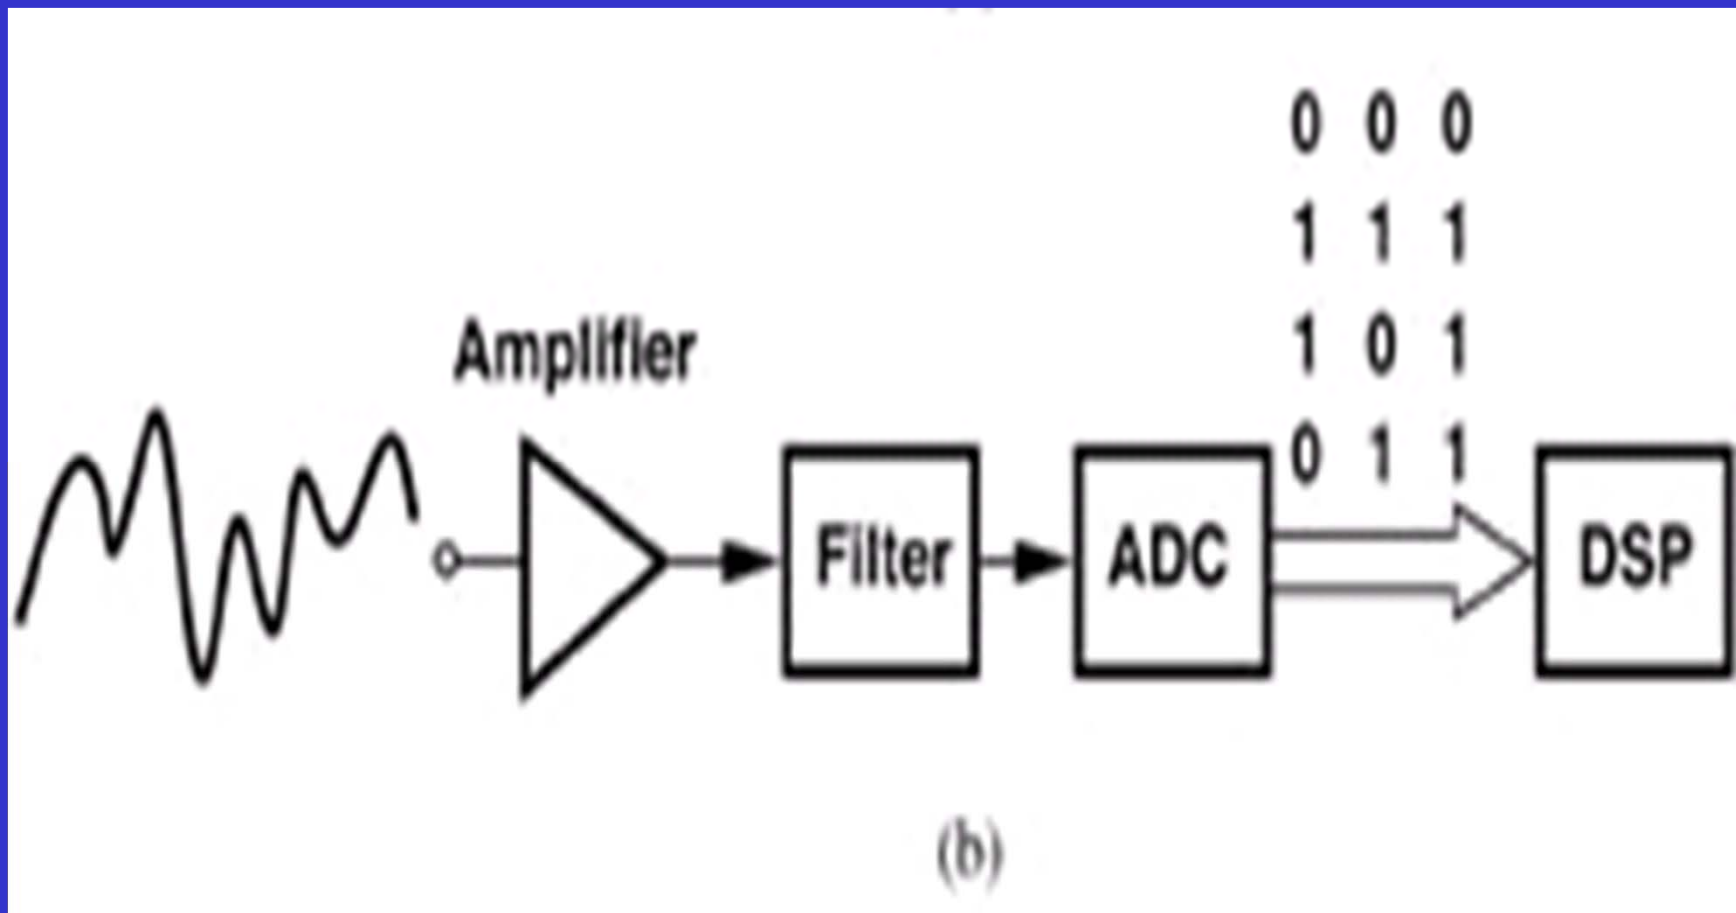 0 0 0
1 1 1
1 0 1
0 1 1
Amplifier
Filter
ADC
DSP
(b)